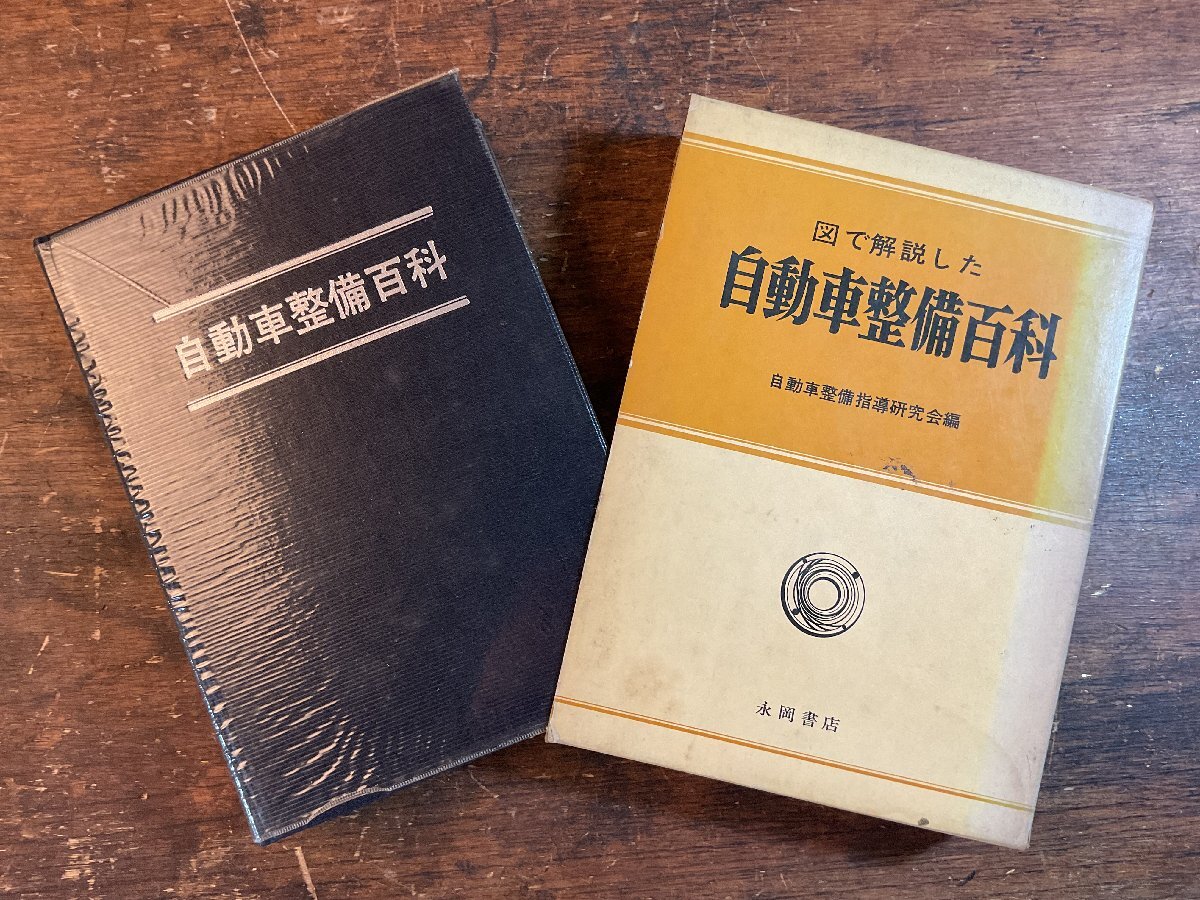 自動車整備百科
図で解説した
自動車整備百科
自動車整備指導研究会編
永岡書店